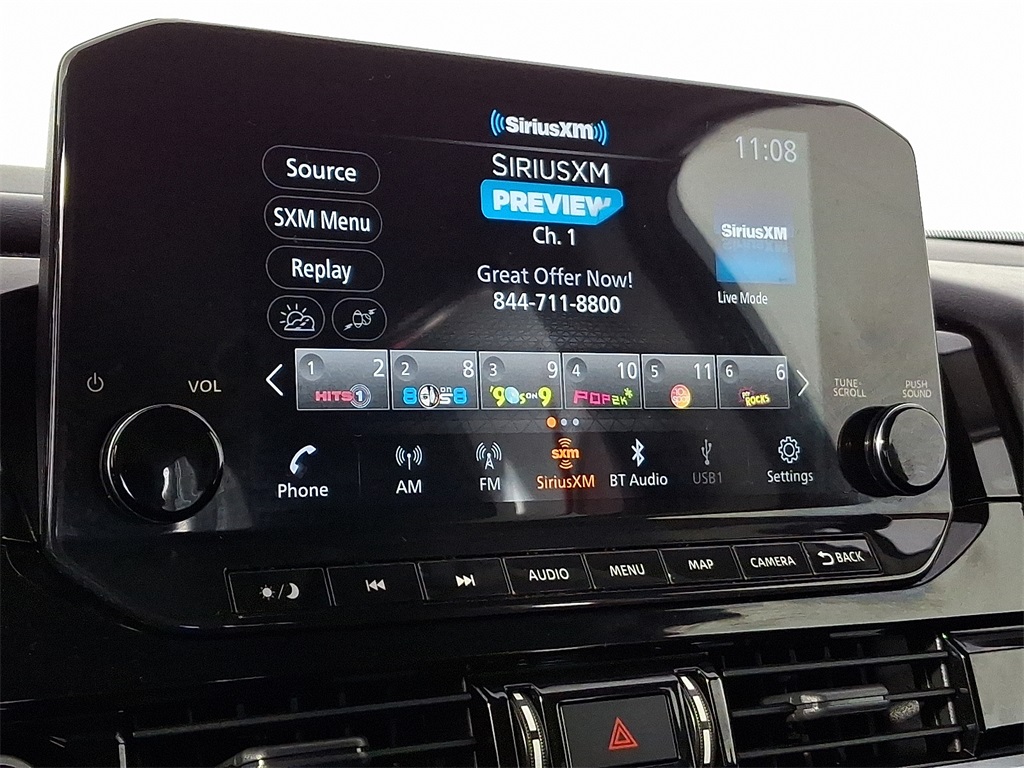 SiriusXM
11:08
Source
SIRIUSXM
PREVIEW
SXM Menu
Ch. 1
SiriusXM
Replay
Great Offer Now!
844-711-8800
Live Mode
1 2
HITS1
2 8
80s on 8
3 9
'90s on 9
4 10
POP2K
5 11
6 6
ROCKS
VOL
TUNE-
SCROLL
PUSH
SOUND
Phone
AM
FM
sxm
SiriusXM
BT Audio
USB1
Settings
AUDIO
MENU
MAP
CAMERA
BACK